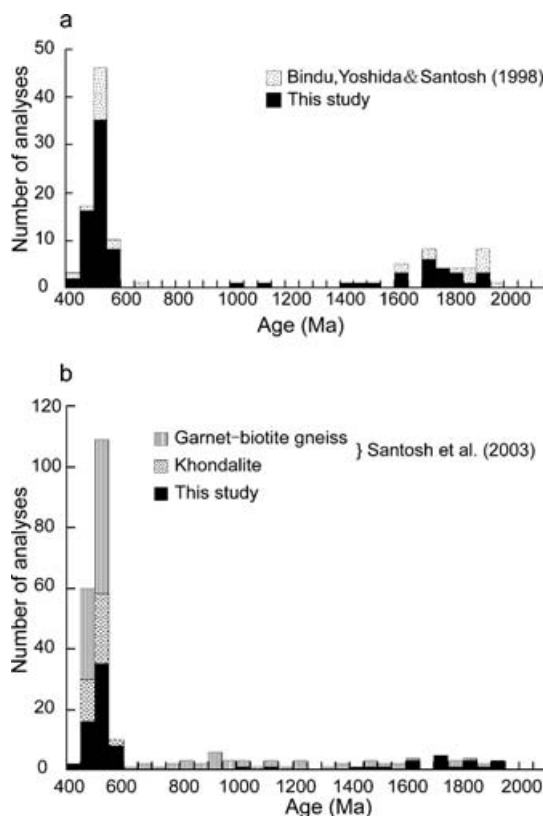 a
50
40
30
20
10
0
Number of analyses
Bindu,Yoshida&Santosh (1998)
This study
400 600 800 1000 1200 1400 1600 1800 2000
Age (Ma)
b
120
100
80
60
40
20
0
Number of analyses
Garnet-biotite gneiss
Khondalite
} Santosh et al. (2003)
This study
400 600 800 1000 1200 1400 1600 1800 2000
Age (Ma)